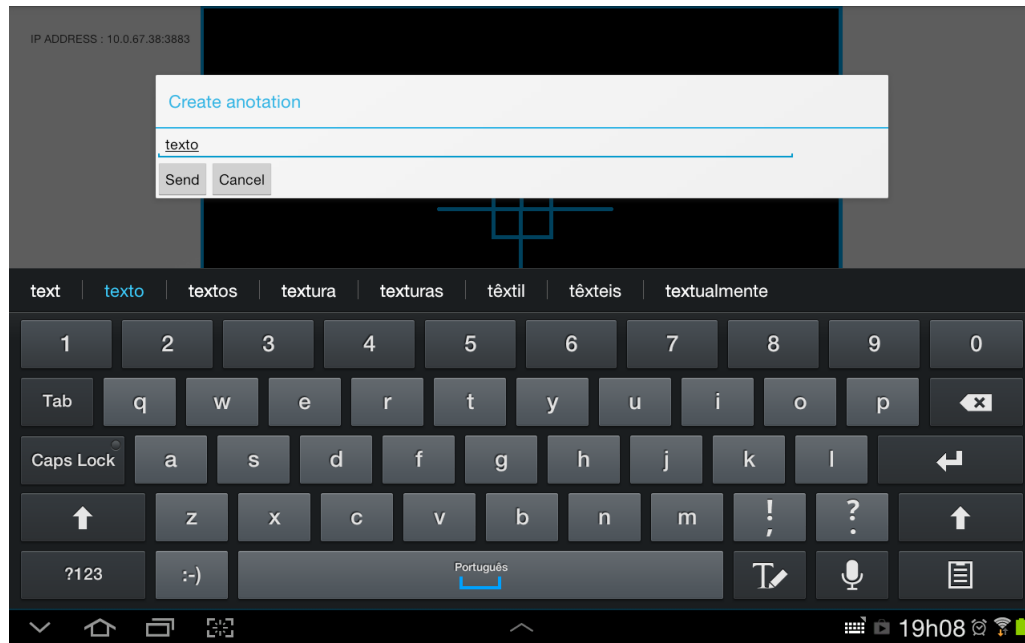 IP ADDRESS : 10.0.67.38:3883
Create anotation
texto
Send Cancel
text texto textos textura texturas têxtil têxteis textualmente
1 2 3 4 5 6 7 8 9 0
Tab q w e r t y u i o p
Caps Lock a s d f g h j k l
z x c v b n m ! , ? .
?123 :-) Português T
19h08